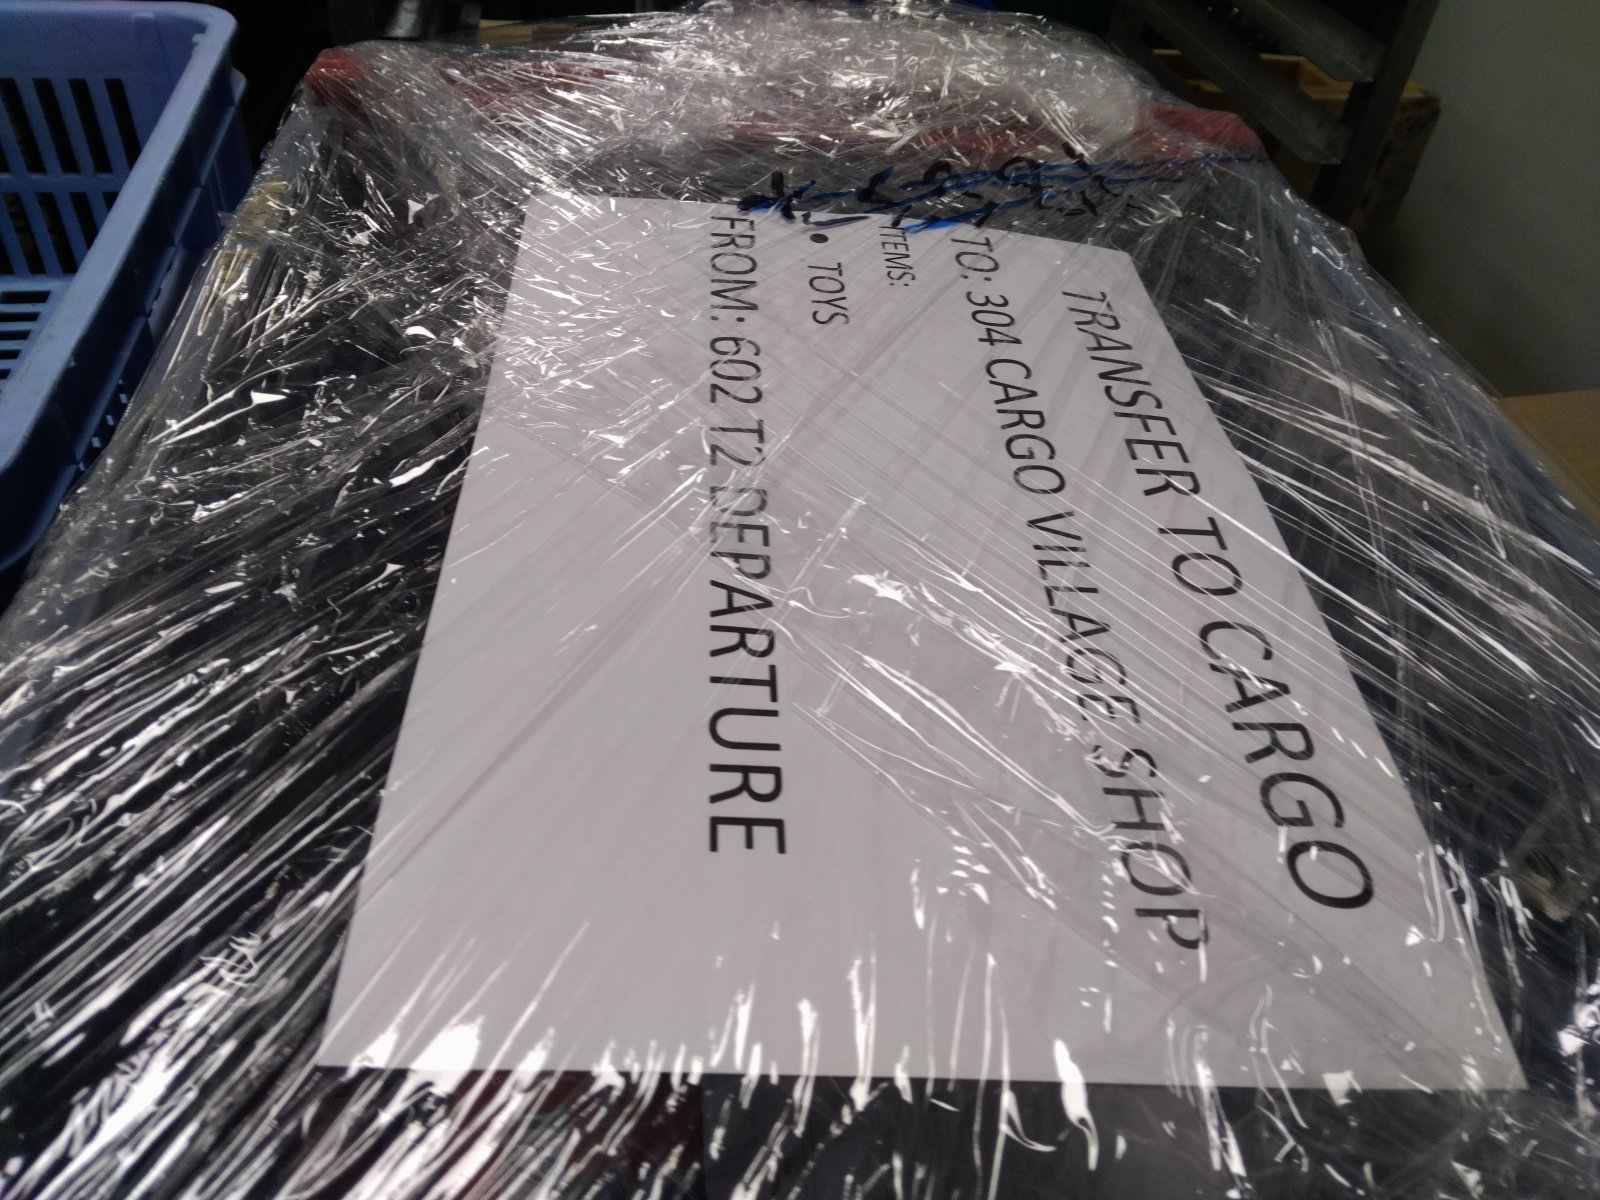 TRANSFER TO CARGO
TO: 304 CARGO VILLAGE SHOP
ITEMS:
• TOYS
FROM: 602 T2 DEPARTURE